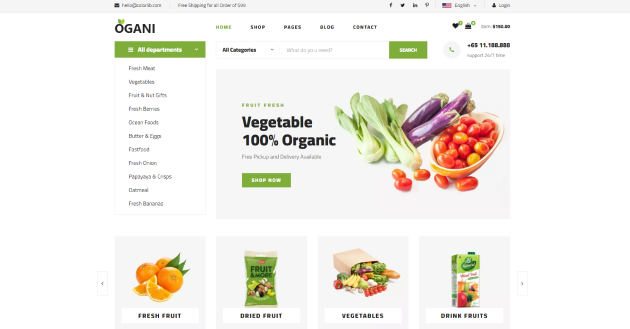 hello@colorlib.com Free Shipping for all Order of $99 English Login
OGANI
HOME SHOP PAGES BLOG CONTACT
item: $150.00
All departments
All Categories What do yo u need? SEARCH
+65 11.188.888
support 24/7 time
Fresh Meat
Vegetables
Fruit & Nut Gifts
Fresh Berries
Ocean Foods
Butter & Eggs
Fastfood
Fresh Onion
Papayaya & Crisps
Oatmeal
Fresh Bananas
FRUIT FRESH
Vegetable
100% Organic
Free Pickup and Delivery Available
SHOP NOW
FRUIT
& MORE
FRESH FRUIT
DRIED FRUIT
VEGETABLES
DRINK FRUITS